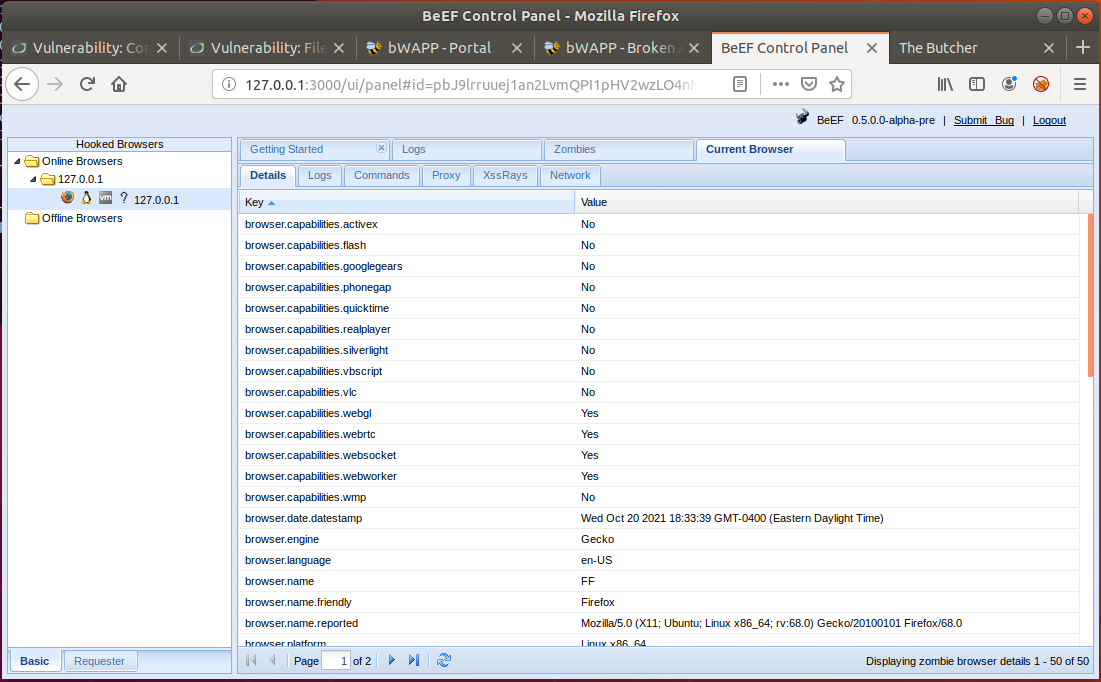 BeEF Control Panel - Mozilla Firefox
Vulnerability: Co
Vulnerability: File
bWAPP - Portal
bWAPP - Broken
BeEF Control Panel
The Butcher
127.0.0.1:3000/ui/panel#id=
BeEF 0.5.0.0-alpha-pre | Submit Bug | Logout
Hooked Browsers
Online Browsers
127.0.0.1
? 127.0.0.1
Offline Browsers
Basic
Requester
Getting Started
Logs
Zombies
Current Browser
Details
Logs
Commands
Proxy
XssRays
Network
Key Value
browser.capabilities.activex No
browser.capabilities.flash No
browser.capabilities.googlegears No
browser.capabilities.phonegap No
browser.capabilities.quicktime No
browser.capabilities.realplayer No
browser.capabilities.silverlight No
browser.capabilities.vbscript No
browser.capabilities.vlc No
browser.capabilities.webgl Yes
browser.capabilities.webrtc Yes
browser.capabilities.websocket Yes
browser.capabilities.webworker Yes
browser.capabilities.wmp No
browser.date.datestamp Wed Oct 20 2021 18:33:39 GMT-0400 (Eastern Daylight Time)
browser.engine Gecko
browser.language en-US
browser.name FF
browser.name.friendly Firefox
browser.name.reported Mozilla/5.0 (X11; Ubuntu; Linux x86_64; rv:68.0) Gecko/20100101 Firefox/68.0
browser.platform Linux x86_64
Page 1 of 2
Displaying zombie browser details 1 - 50 of 50